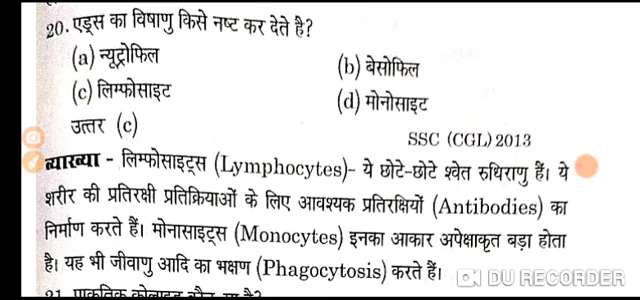 20. एड्स का विषाणु किसे नष्ट कर देते है?
(a) न्यूट्रोफिल (b) बेसोफिल
(c) लिम्फोसाइट (d) मोनोसाइट
उत्तर (c)
SSC (CGL) 2013
व्याख्या - लिम्फोसाइट्स (Lymphocytes)- ये छोटे-छोटे श्वेत रुधिराणु हैं। ये
शरीर की प्रतिरक्षी प्रतिक्रियाओं के लिए आवश्यक प्रतिरक्षियों (Antibodies) का
निर्माण करते हैं। मोनासाइट्स (Monocytes) इनका आकार अपेक्षाकृत बड़ा होता
है। यह भी जीवाणु आदि का भक्षण (Phagocytosis) करते हैं।
DU RECORDER
21.